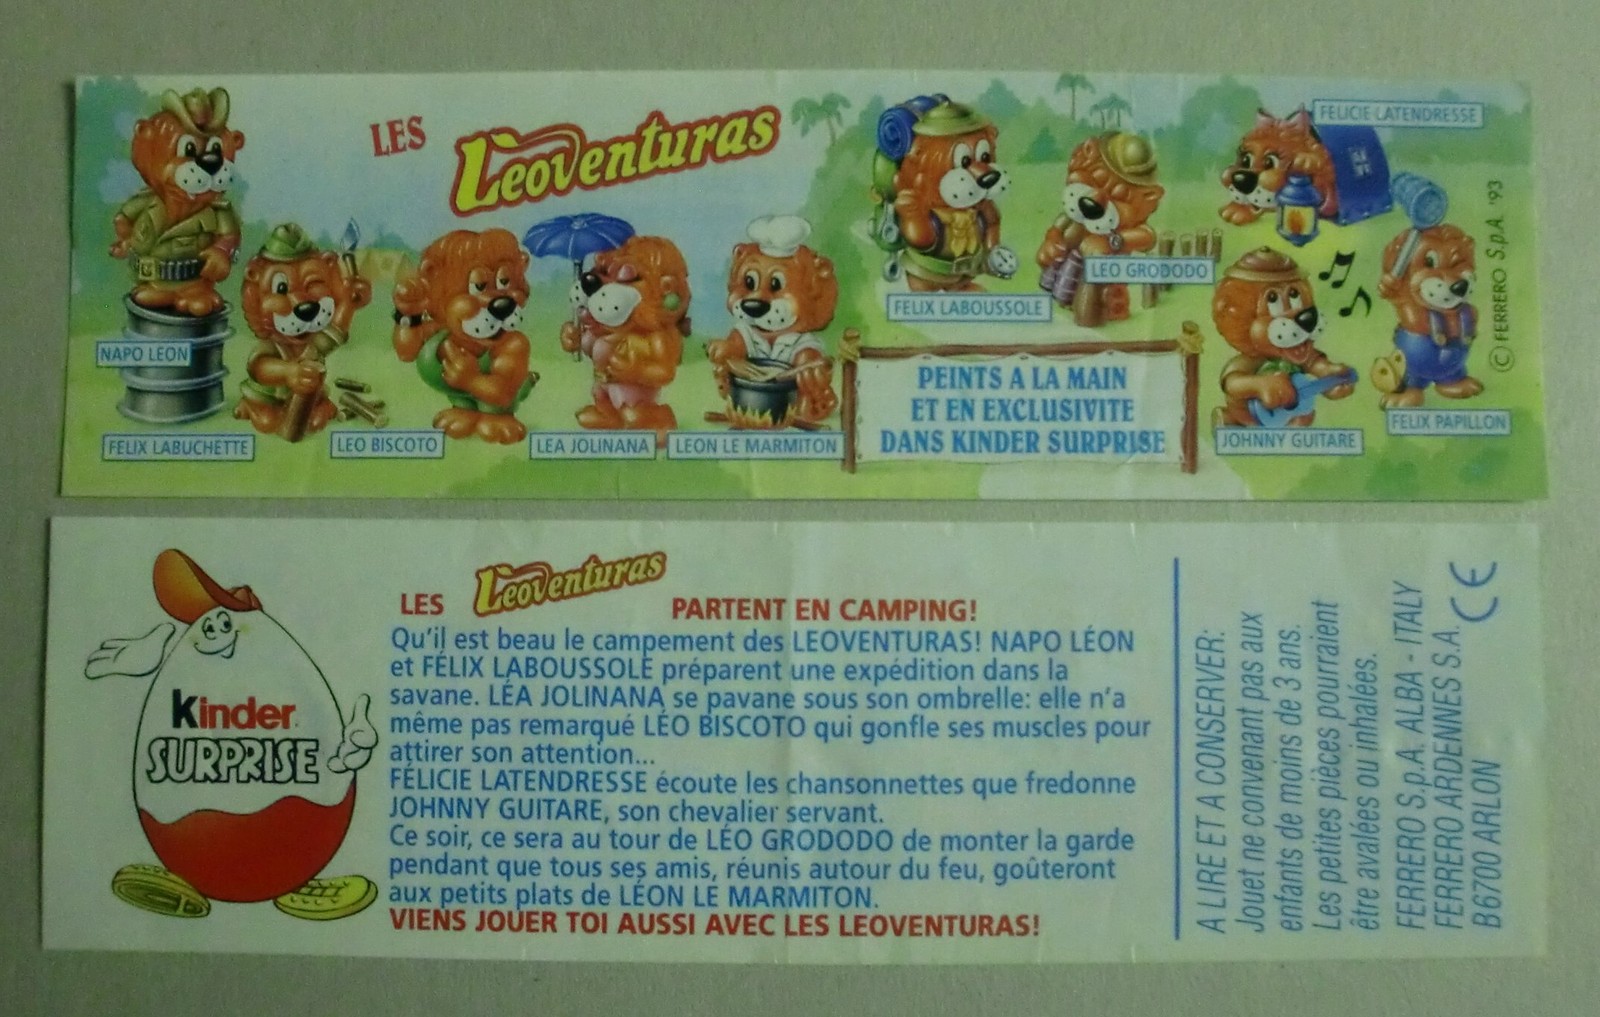 LES Leoventuras
FELICIE LATENDRESSE
NAPO LEON
FELIX LABUCHETTE
LEO BISCOTO
LEA JOLINANA
LEON LE MARMITON
FELIX LABOUSSOLE
LEO GRODODO
PEINTS A LA MAIN
ET EN EXCLUSIVITE
DANS KINDER SURPRISE
JOHNNY GUITARE
FELIX PAPILLON
© FERRERO S.p.A. '93
Kinder
SURPRISE
LES Leoventuras PARTENT EN CAMPING!
Qu'il est beau le campement des LEOVENTURAS! NAPO LÉON
et FÉLIX LABOUSSOLE préparent une expédition dans la
savane. LÉA JOLINANA se pavane sous son ombrelle: elle n'a
même pas remarqué LÉO BISCOTO qui gonfle ses muscles pour
attirer son attention...
FÉLICIE LATENDRESSE écoute les chansonnettes que fredonne
JOHNNY GUITARE, son chevalier servant.
Ce soir, ce sera au tour de LÉO GRODODO de monter la garde
pendant que tous ses amis, réunis autour du feu, goûteront
aux petits plats de LÉON LE MARMITON.
VIENS JOUER TOI AUSSI AVEC LES LEOVENTURAS!
A LIRE ET A CONSERVER:
Jouet ne convenant pas aux
enfants de moins de 3 ans.
Les petites pièces pourraient
être avalées ou inhalées.
FERRERO S.p.A. ALBA - ITALY
FERRERO ARDENNES S.A.
B6700 ARLON
CE